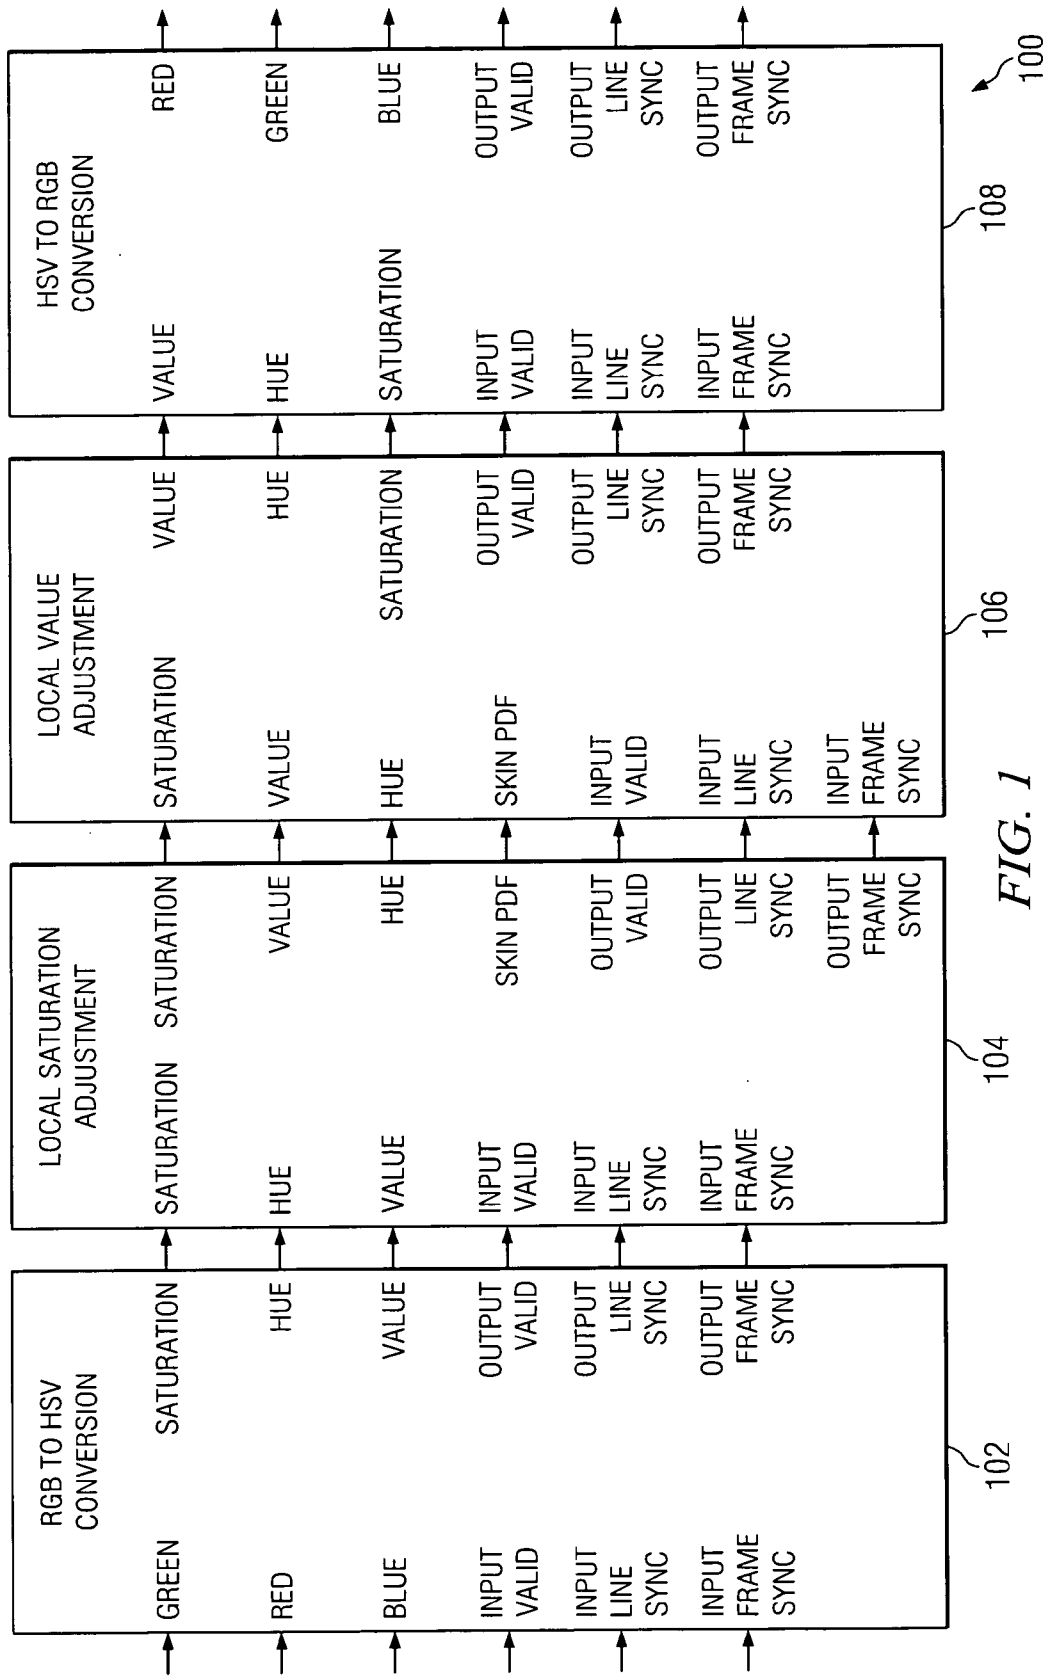 RGB TO HSV
CONVERSION
GREEN
SATURATION
RED
HUE
BLUE
VALUE
INPUT
VALID
OUTPUT
VALID
INPUT
LINE
SYNC
OUTPUT
LINE
SYNC
INPUT
FRAME
SYNC
OUTPUT
FRAME
SYNC
102
LOCAL SATURATION
ADJUSTMENT
SATURATION
SATURATION
HUE
VALUE
VALUE
HUE
INPUT
VALID
SKIN PDF
INPUT
LINE
SYNC
OUTPUT
VALID
INPUT
FRAME
SYNC
OUTPUT
LINE
SYNC
OUTPUT
FRAME
SYNC
104
LOCAL VALUE
ADJUSTMENT
SATURATION
VALUE
VALUE
HUE
HUE
SATURATION
SKIN PDF
OUTPUT
VALID
INPUT
VALID
OUTPUT
LINE
SYNC
INPUT
LINE
SYNC
OUTPUT
FRAME
SYNC
INPUT
FRAME
SYNC
106
HSV TO RGB
CONVERSION
VALUE
RED
HUE
GREEN
SATURATION
BLUE
INPUT
VALID
OUTPUT
VALID
INPUT
LINE
SYNC
OUTPUT
LINE
SYNC
INPUT
FRAME
SYNC
OUTPUT
FRAME
SYNC
108
100
FIG. 1